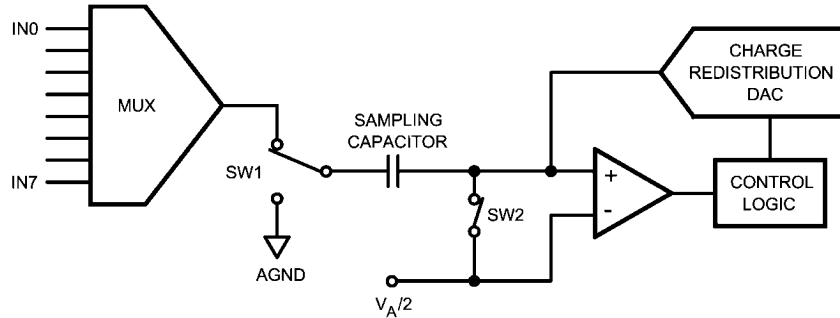 IN0
MUX
IN7
SW1
AGND
SAMPLING
CAPACITOR
SW2
V_A/2
+
-
CHARGE
REDISTRIBUTION
DAC
CONTROL
LOGIC